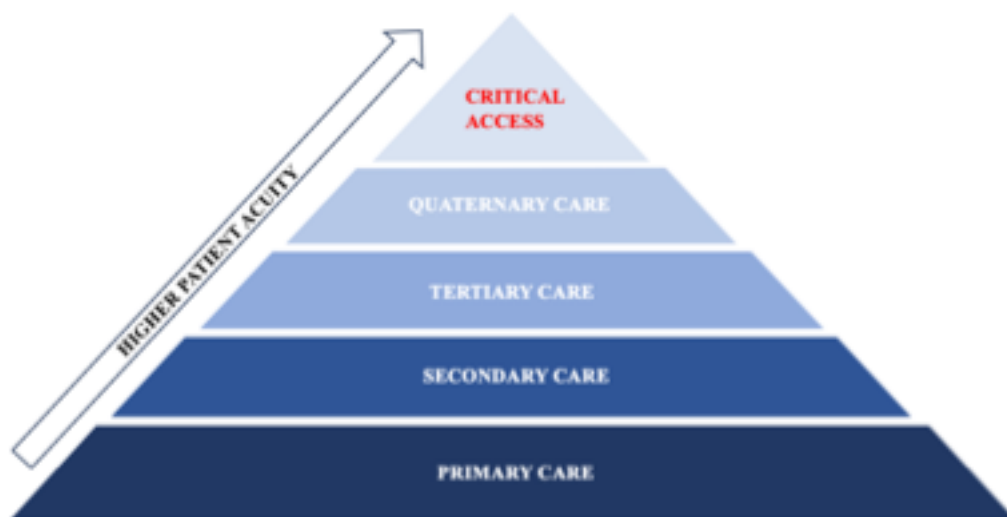 CRITICAL
ACCESS
QUATERNARY CARE
HIGHER PATIENT ACUITY
TERTIARY CARE
SECONDARY CARE
PRIMARY CARE